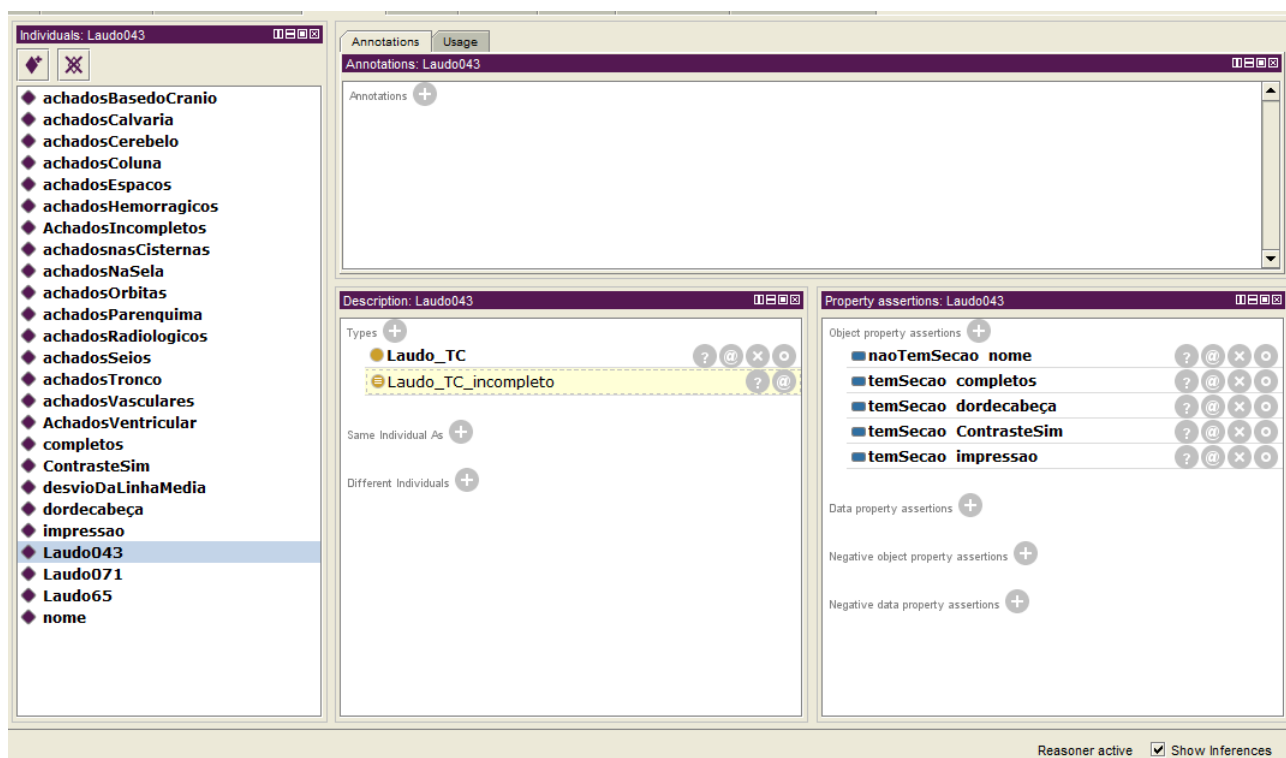 Individuals: Laudo043
achadosBasedoCranio
achadosCalvaria
achadosCerebelo
achadosColuna
achadosEspacos
achadosHemorragicos
AchadosIncompletos
achadosnasCisternas
achadosNaSela
achadosOrbitas
achadosParenquima
achadosRadiologicos
achadosSeios
achadosTronco
achadosVasculares
AchadosVentricular
completos
ContrasteSim
desvioDaLinhaMedia
dordecabeça
impressao
Laudo043
Laudo071
Laudo65
nome
Annotations Usage
Annotations: Laudo043
Annotations
Description: Laudo043
Types
Laudo_TC
Laudo_TC_incompleto
Same Individual As
Different Individuals
Property assertions: Laudo043
Object property assertions
naoTemSecao nome
temSecao completos
temSecao dordecabeça
temSecao ContrasteSim
temSecao impressao
Data property assertions
Negative object property assertions
Negative data property assertions
Reasoner active Show Inferences